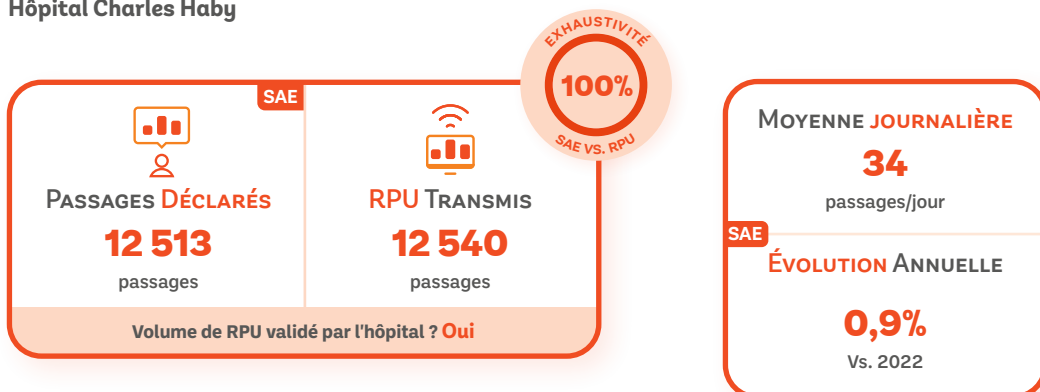 Hôpital Charles Haby
EXHAUSTIVITÉ
100%
SAE VS. RPU
SAE
PASSAGES DÉCLARÉS
12 513
passages
RPU TRANSMIS
12 540
passages
Volume de RPU validé par l'hôpital ? Oui
MOYENNE JOURNALIÈRE
34
passages/jour
SAE
ÉVOLUTION ANNUELLE
0,9%
Vs. 2022